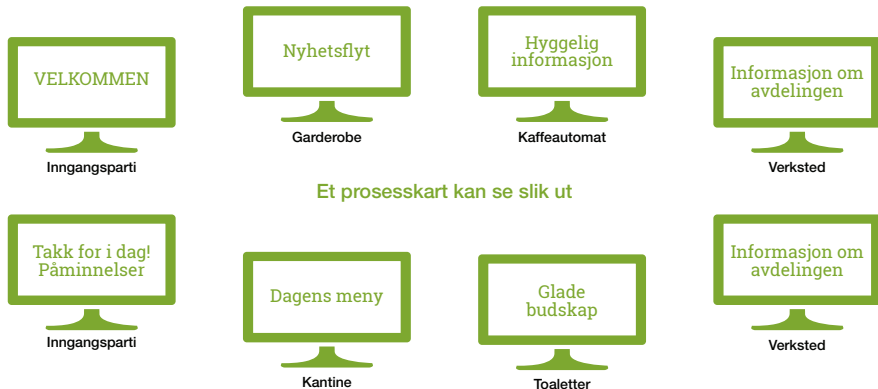 VELKOMMEN
Inngangsparti
Nyhetsflyt
Garderobe
Hyggelig
informasjon
Kaffeautomat
Informasjon om
avdelingen
Verksted
Et prosesskart kan se slik ut
Takk for i dag!
Påminnelser
Inngangsparti
Dagens meny
Kantine
Glade
budskap
Toaletter
Informasjon om
avdelingen
Verksted